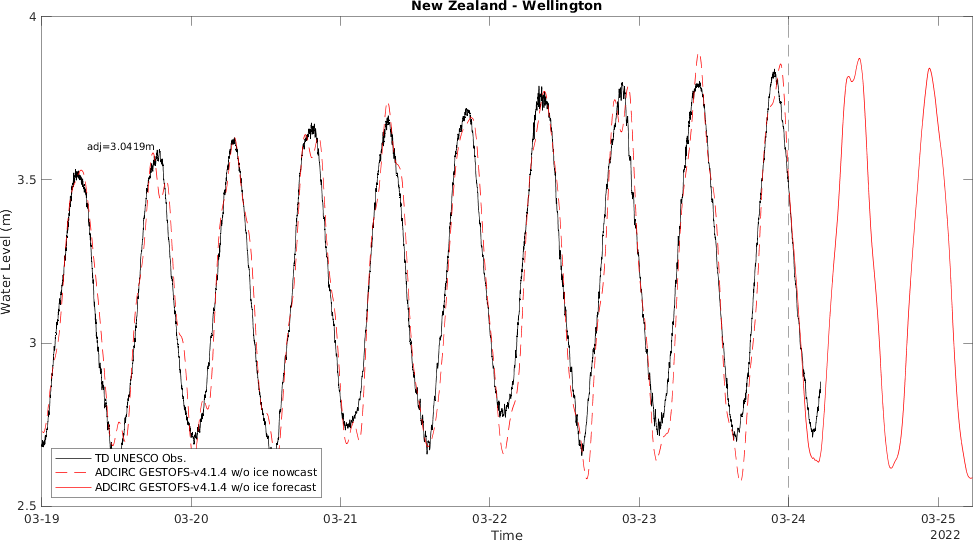 New Zealand - Wellington
4
3.5
3
2.5
Water Level (m)
adj=3.0419m
TD UNESCO Obs.
ADCIRC GESTOFS-v4.1.4 w/o ice nowcast
ADCIRC GESTOFS-v4.1.4 w/o ice forecast
03-19 03-20 03-21 03-22 03-23 03-24 03-25
Time
2022